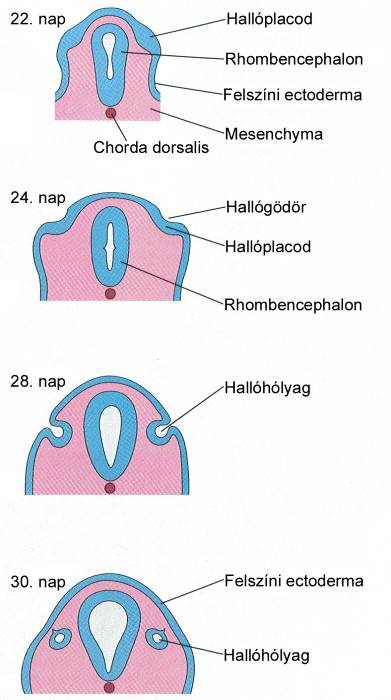 22. nap
Hallóplacod
Rhombencephalon
Felszíni ectoderma
Mesenchyma
Chorda dorsalis
24. nap
Hallógödör
Hallóplacod
Rhombencephalon
28. nap
Hallóhólyag
30. nap
Felszíni ectoderma
Hallóhólyag